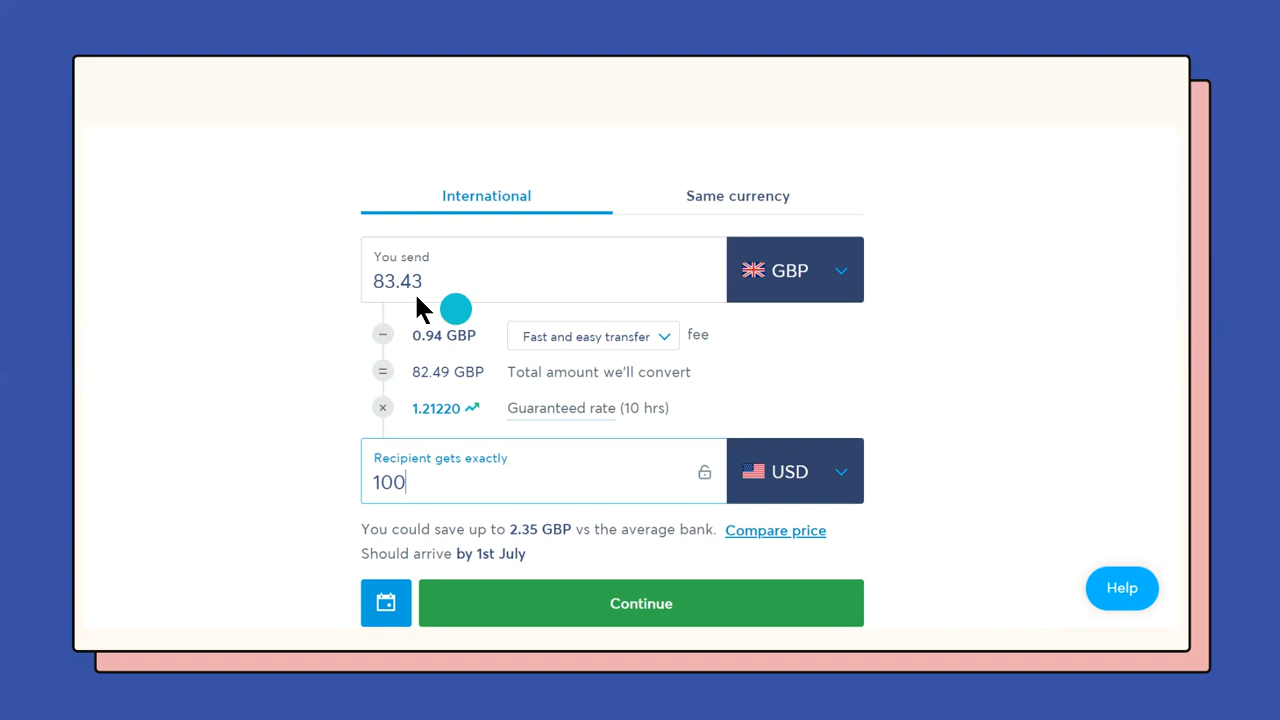 International Same currency
You send
83.43
GBP
0.94 GBP Fast and easy transfer fee
82.49 GBP Total amount we'll convert
1.21220 Guaranteed rate (10 hrs)
Recipient gets exactly
100
USD
You could save up to 2.35 GBP vs the average bank. Compare price
Should arrive by 1st July
Continue
Help